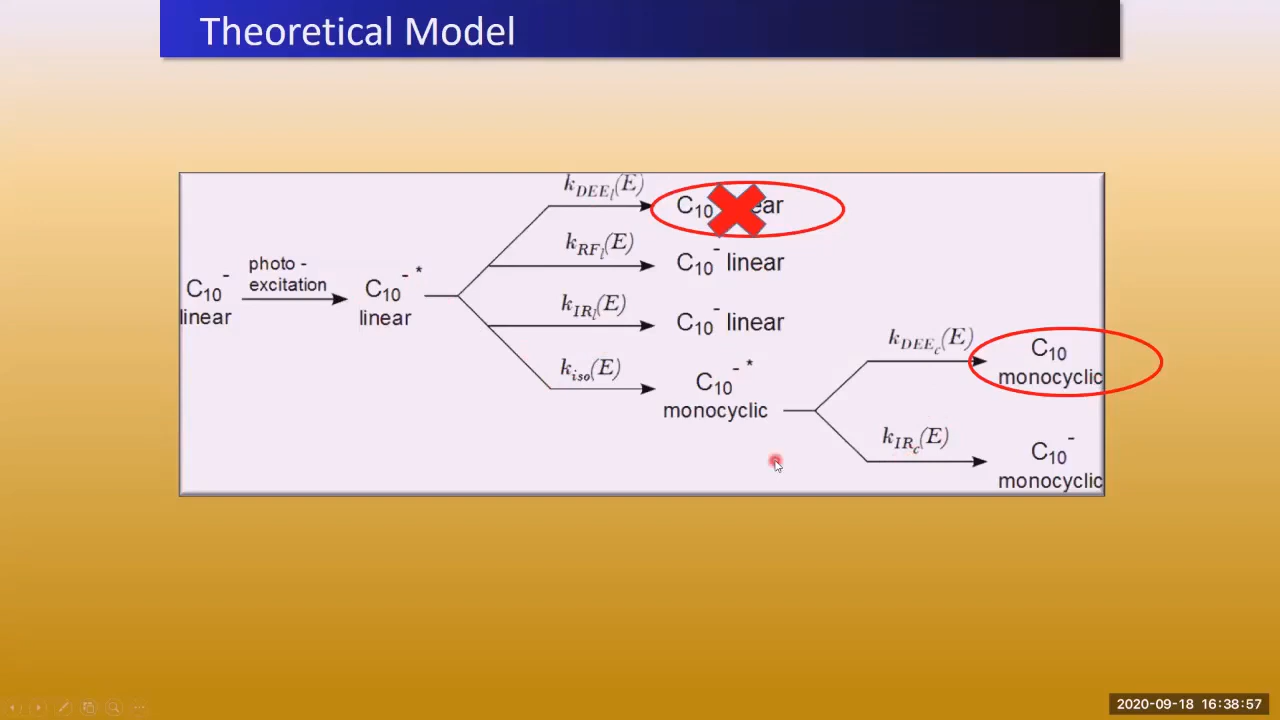 Theoretical Model
C₁₀⁻
linear
photo -
excitation
C₁₀⁻*
linear
k_DEE_l(E)
C₁₀
ear
k_RF_l(E)
C₁₀⁻ linear
k_IR_l(E)
C₁₀⁻ linear
k_iso(E)
C₁₀⁻*
monocyclic
k_DEE_c(E)
C₁₀
monocyclic
k_IR_c(E)
C₁₀⁻
monocyclic
2020-09-18 16:38:57